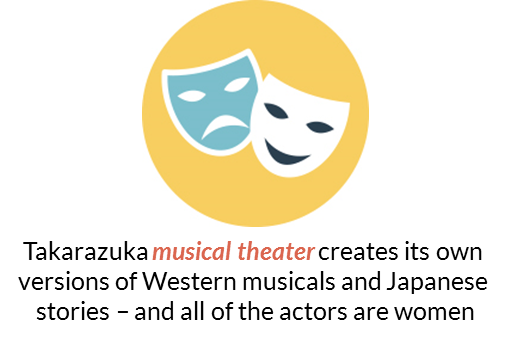 Takarazuka musical theater creates its own
versions of Western musicals and Japanese
stories – and all of the actors are women